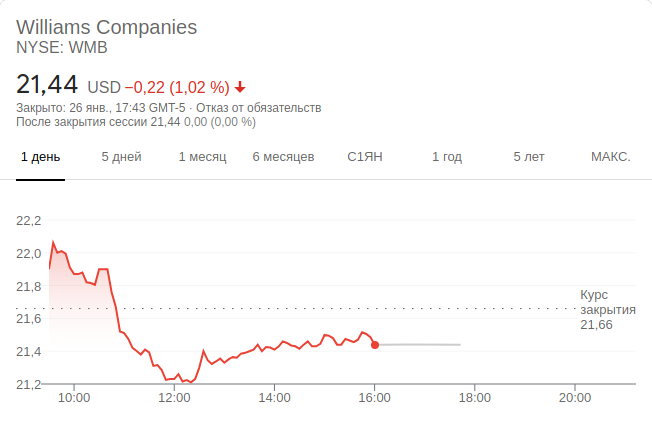 Williams Companies
NYSE: WMB
21,44 USD −0,22 (1,02 %)
Закрыто: 26 янв., 17:43 GMT-5 · Отказ от обязательств
После закрытия сессии 21,44 0,00 (0,00 %)
1 день 5 дней 1 месяц 6 месяцев С1ЯН 1 год 5 лет МАКС.
22,2
22,0
21,8
21,6
21,4
21,2
Курс
закрытия
21,66
10:00 12:00 14:00 16:00 18:00 20:00